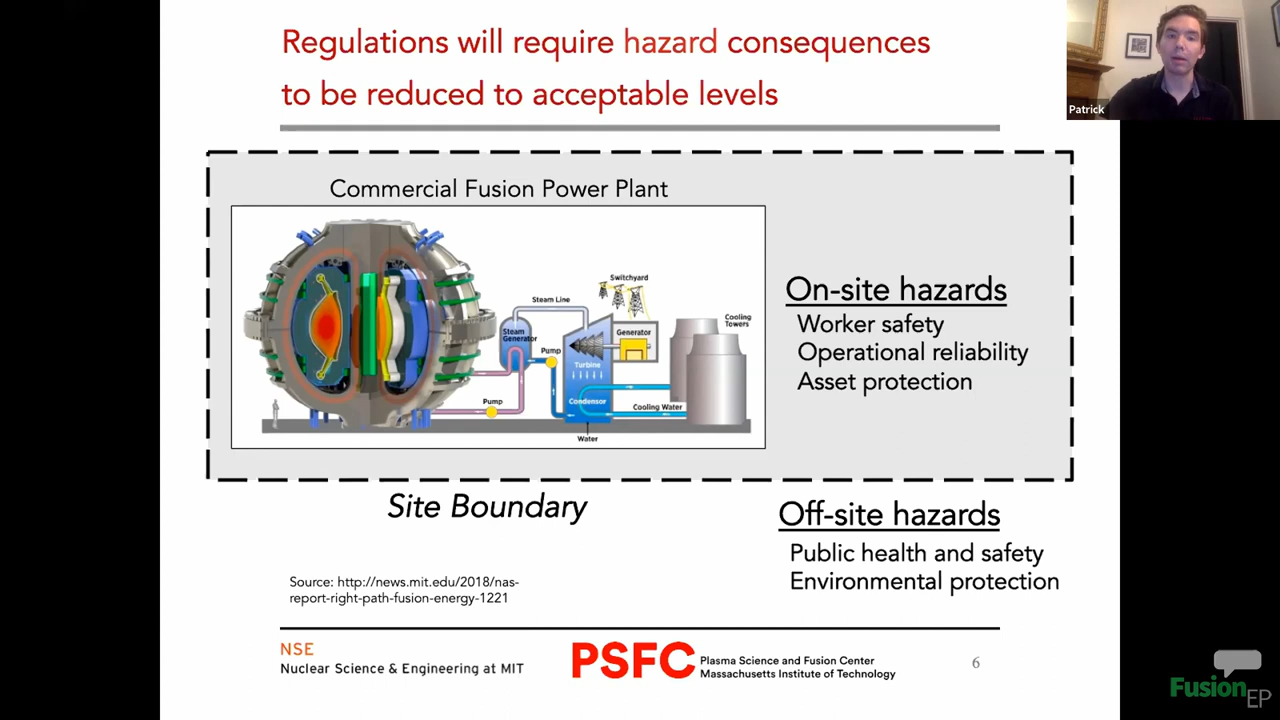 Regulations will require hazard consequences
to be reduced to acceptable levels
Patrick
Commercial Fusion Power Plant
Switchyard
Steam Line
Cooling
Towers
Steam
Generator
Generator
Pump
Turbine
Pump
Condensor
Cooling Water
Water
On-site hazards
Worker safety
Operational reliability
Asset protection
Site Boundary
Off-site hazards
Public health and safety
Environmental protection
Source: http://news.mit.edu/2018/nas-
report-right-path-fusion-energy-1221
NSE
Nuclear Science & Engineering at MIT
PSFC
Plasma Science and Fusion Center
Massachusetts Institute of Technology
6
Fusion
EP